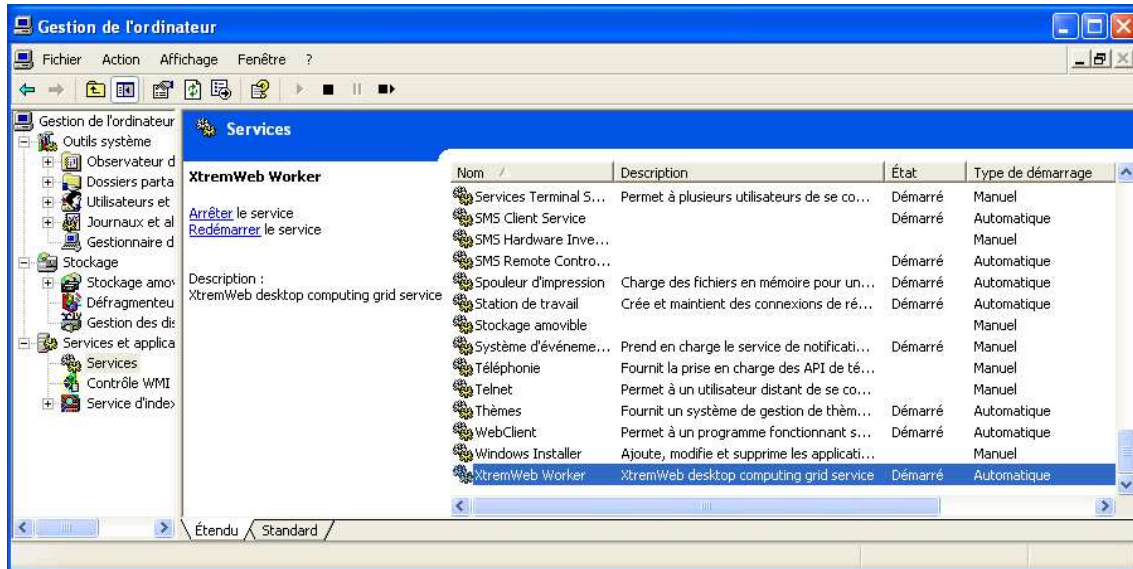 Gestion de l'ordinateur
Fichier Action Affichage Fenêtre ?
Gestion de l'ordinateur
Outils système
Observateur d
Dossiers parta
Utilisateurs et
Journaux et al
Gestionnaire d
Stockage
Stockage amov
Défragmenteu
Gestion des dis
Services et applica
Services
Contrôle WMI
Service d'index
Services
XtremWeb Worker
Arrêter le service
Redémarrer le service
Description :
XtremWeb desktop computing grid service
Nom Description État Type de démarrage
Services Terminal S... Permet à plusieurs utilisateurs de se co... Démarré Manuel
SMS Client Service Démarré Automatique
SMS Hardware Inve... Manuel
SMS Remote Contro... Démarré Automatique
Spouleur d'impression Charge des fichiers en mémoire pour un... Démarré Automatique
Station de travail Crée et maintient des connexions de ré... Démarré Automatique
Stockage amovible Manuel
Système d'événeme... Prend en charge le service de notificati... Démarré Manuel
Téléphonie Fournit la prise en charge des API de té... Manuel
Telnet Permet à un utilisateur distant de se co... Manuel
Thèmes Fournit un système de gestion de thèm... Démarré Automatique
WebClient Permet à un programme fonctionnant s... Démarré Automatique
Windows Installer Ajoute, modifie et supprime les applicati... Manuel
XtremWeb Worker XtremWeb desktop computing grid service Démarré Automatique
Étendu Standard